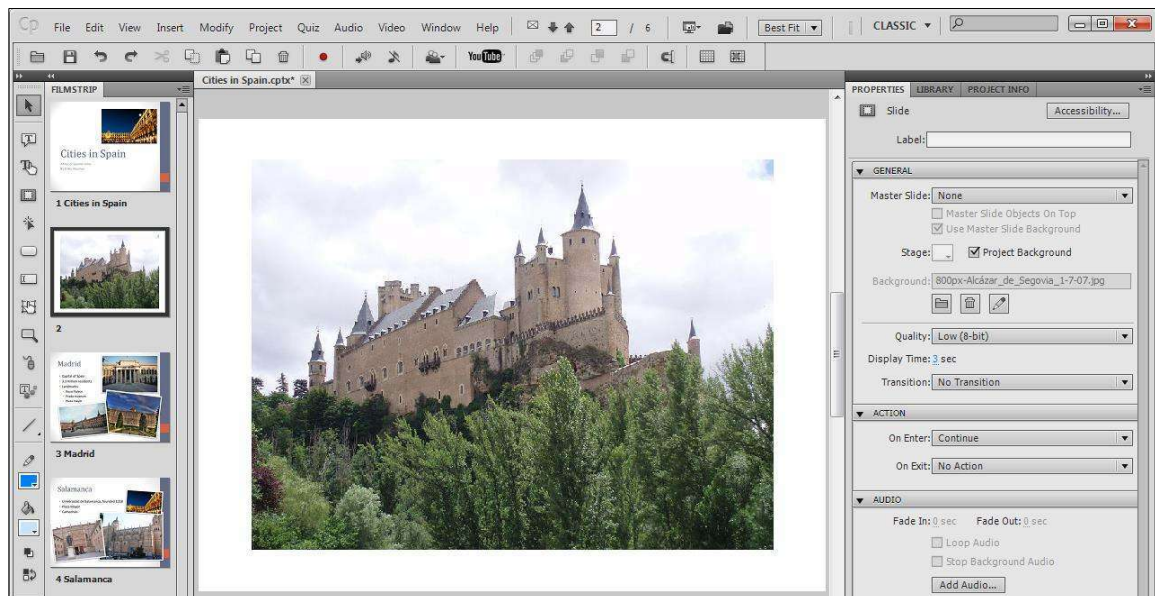 Cp File Edit View Insert Modify Project Quiz Audio Video Window Help 2 / 6 Best Fit CLASSIC
YouTube
Cities in Spain.cptx*
FILMSTRIP
Cities in Spain
1 Cities in Spain
2
Madrid
3 Madrid
Salamanca
4 Salamanca
PROPERTIES LIBRARY PROJECT INFO
Slide Accessibility...
Label:
GENERAL
Master Slide: None
Master Slide Objects On Top
Use Master Slide Background
Stage: Project Background
Background: 800px-Alcázar_de_Segovia_1-7-07.jpg
Quality: Low (8-bit)
Display Time: 3 sec
Transition: No Transition
ACTION
On Enter: Continue
On Exit: No Action
AUDIO
Fade In: 0 sec Fade Out: 0 sec
Loop Audio
Stop Background Audio
Add Audio...